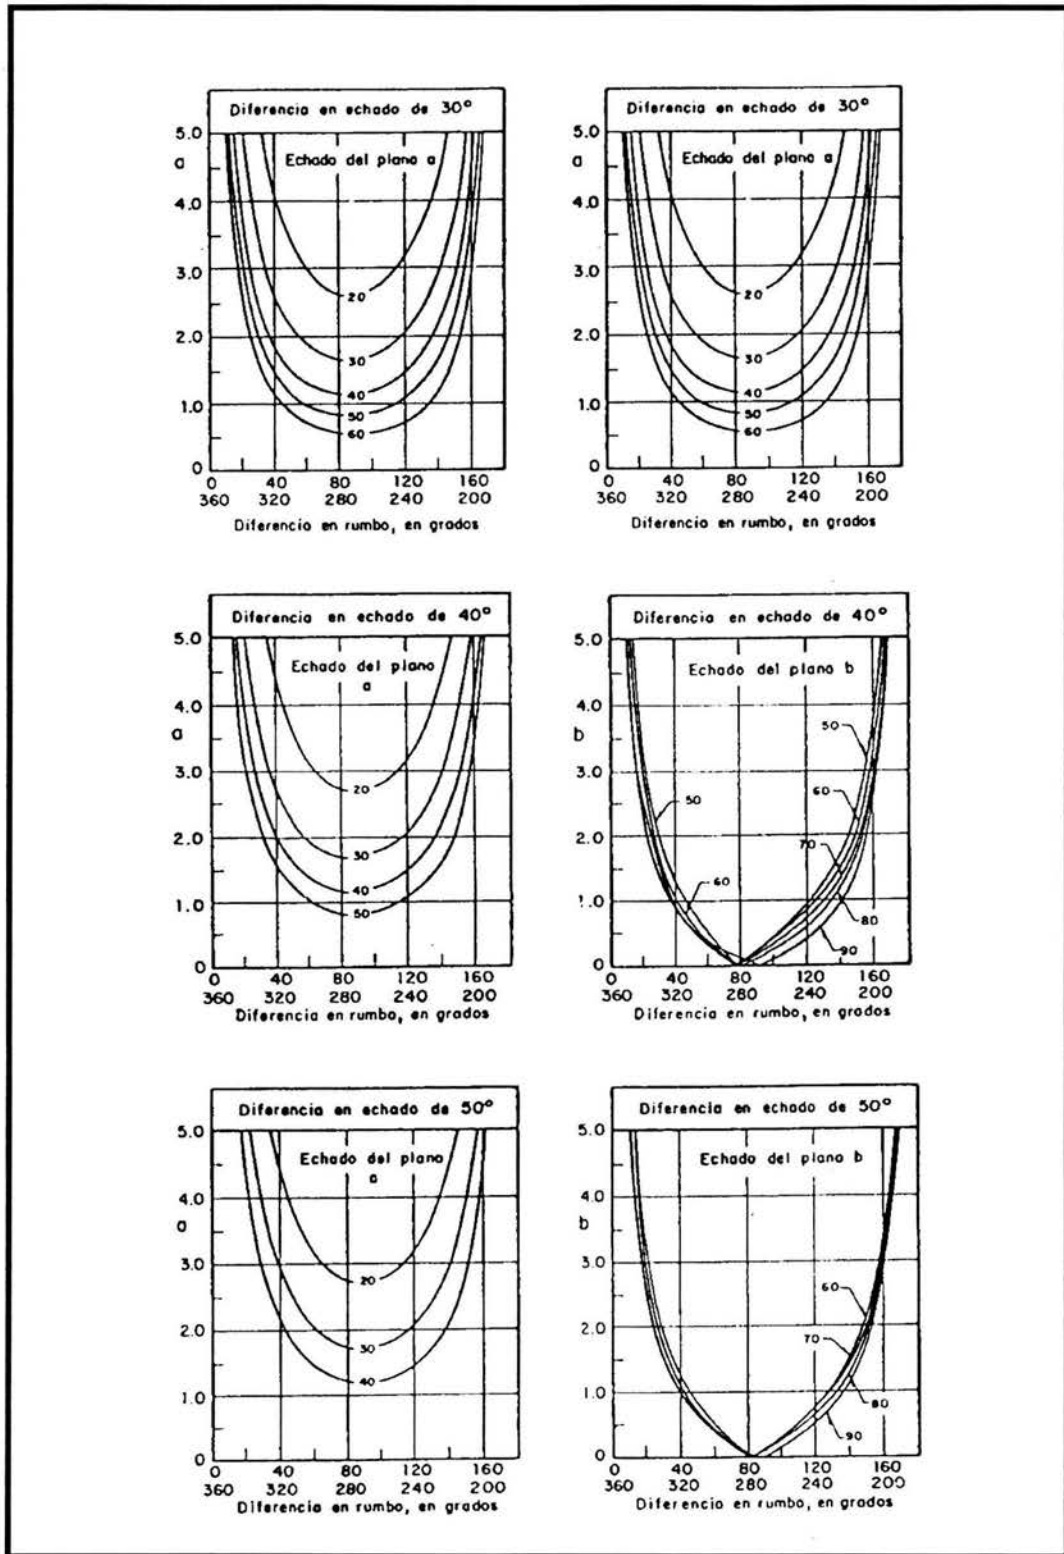 Diferencia en echado de 30°
5.0
a
Echado del plano a
4.0
3.0
20
2.0
30
40
1.0
50
60
0
0 40 80 120 160
360 320 280 240 200
Diferencia en rumbo, en grados
Diferencia en echado de 30°
5.0
a
Echado del plano a
4.0
3.0
20
2.0
30
40
1.0
50
60
0
0 40 80 120 160
360 320 280 240 200
Diferencia en rumbo, en grados
Diferencia en echado de 40°
5.0
Echado del plano
a
4.0
a
3.0
20
2.0
30
40
1.0
50
0
0 40 80 120 160
360 320 280 240 200
Diferencia en rumbo, en grados
Diferencia en echado de 40°
5.0
Echado del plano b
4.0
b
50
3.0
50
60
2.0
70
60
1.0
80
90
0
0 40 80 120 160
360 320 280 240 200
Diferencia en rumbo, en grados
Diferencia en echado de 50°
5.0
Echado del plano
a
4.0
a
3.0
20
2.0
30
40
1.0
0
0 40 80 120 160
360 320 280 240 200
Diferencia en rumbo, en grados
Diferencia en echado de 50°
5.0
Echado del plano b
4.0
b
3.0
60
2.0
70
1.0
80
90
0
0 40 80 120 160
360 320 280 240 200
Diferencia en rumbo, en grados